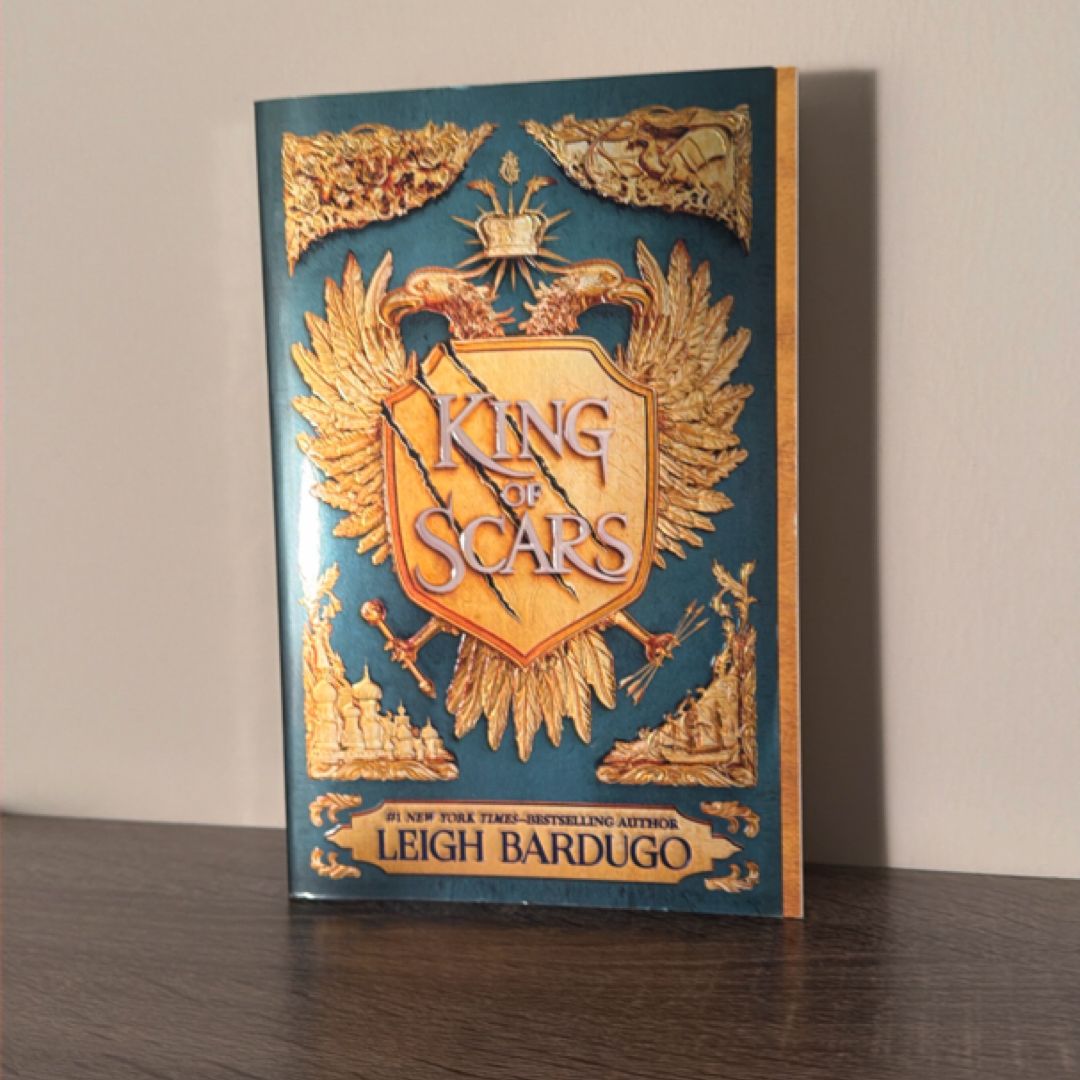 KING
OF
SCARS
#1 NEW YORK TIMES–BESTSELLING AUTHOR
LEIGH BARDUGO